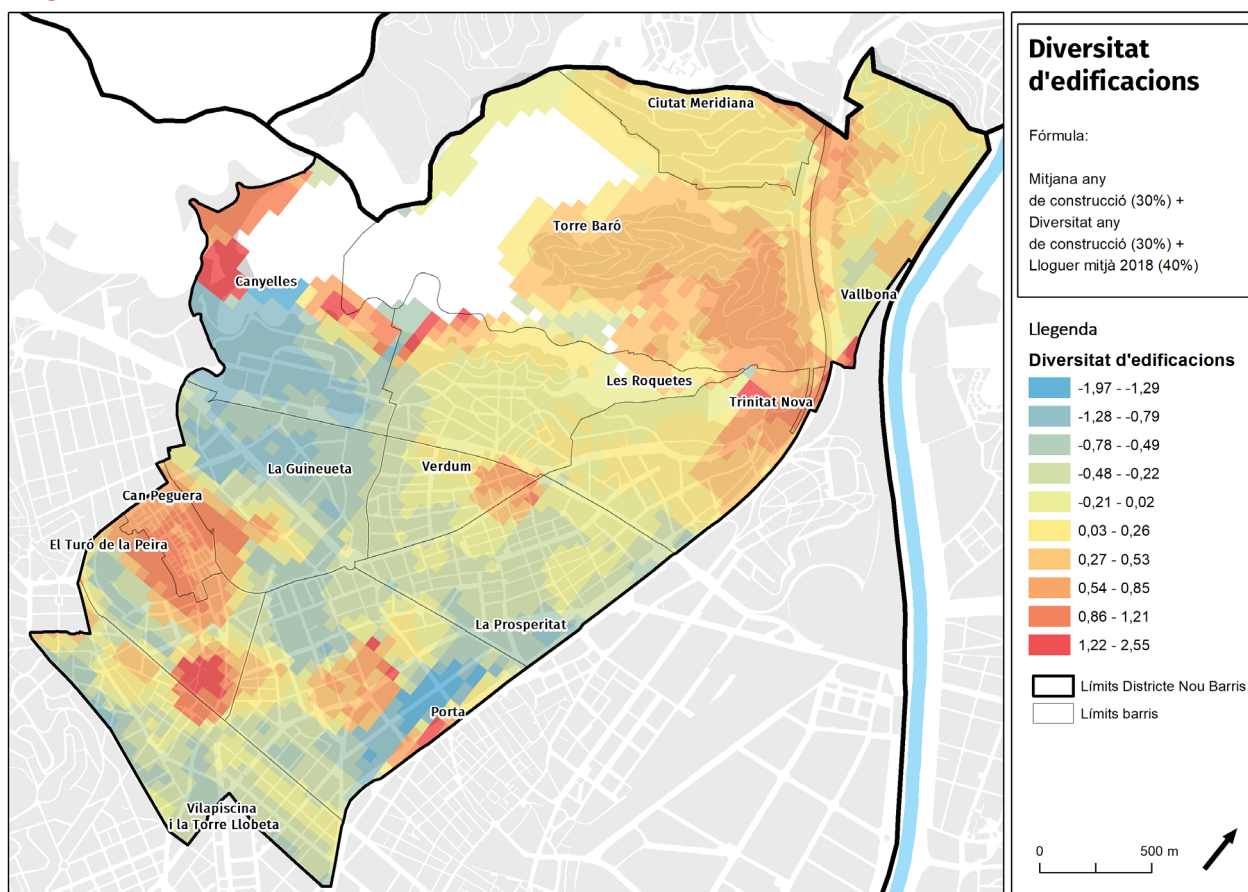 Ciutat Meridiana
Torre Baró
Canyelles
Vallbona
Les Roquetes
Trinitat Nova
La Guineueta
Verdum
Can Peguera
El Turó de la Peira
La Prosperitat
Porta
Vilapiscina
i la Torre Llobeta
Diversitat
d'edificacions
Fórmula:
Mitjana any
de construcció (30%) +
Diversitat any
de construcció (30%) +
Lloguer mitjà 2018 (40%)
Llegenda
Diversitat d'edificacions
-1,97 - -1,29
-1,28 - -0,79
-0,78 - -0,49
-0,48 - -0,22
-0,21 - 0,02
0,03 - 0,26
0,27 - 0,53
0,54 - 0,85
0,86 - 1,21
1,22 - 2,55
Límits Districte Nou Barris
Límits barris
0 500 m